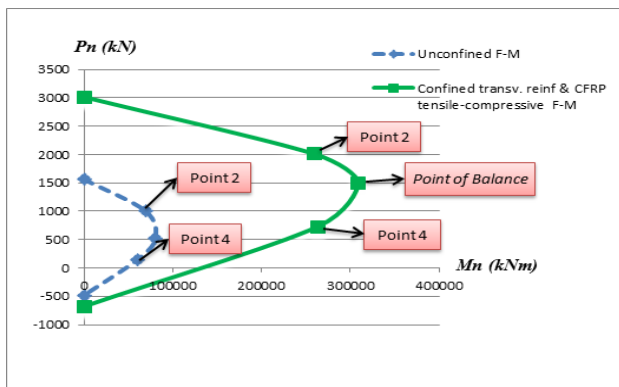 Pn (kN)
Unconfined F-M
Confined transv. reinf & CFRP
tensile-compressive F-M
3500
3000
2500
2000
1500
1000
500
0
-500
-1000
Point 2
Point 2
Point of Balance
Point 4
Point 4
Mn (kNm)
0
100000
200000
300000
400000